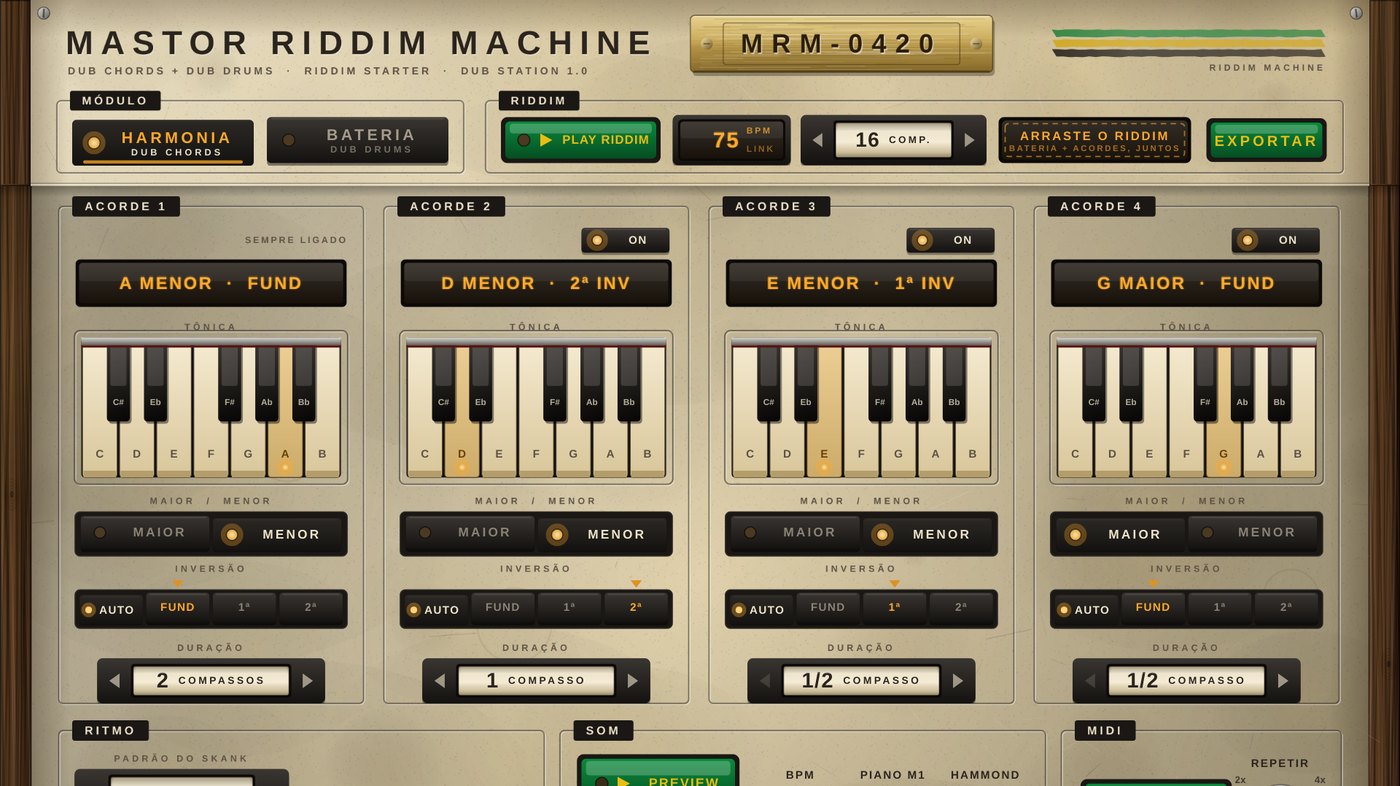 MASTOR RIDDIM MACHINE
DUB CHORDS + DUB DRUMS · RIDDIM STARTER · DUB STATION 1.0
MRM-0420
RIDDIM MACHINE
MÓDULO
HARMONIA
DUB CHORDS
BATERIA
DUB DRUMS
RIDDIM
PLAY RIDDIM
75 BPM
LINK
16 COMP.
ARRASTE O RIDDIM
BATERIA + ACORDES, JUNTOS
EXPORTAR
ACORDE 1
SEMPRE LIGADO
A MENOR · FUND
TÔNICA
C# Eb F# Ab Bb
C D E F G A B
MAIOR / MENOR
MAIOR MENOR
INVERSÃO
AUTO FUND 1ª 2ª
DURAÇÃO
2 COMPASSOS
ACORDE 2
ON
D MENOR · 2ª INV
TÔNICA
C# Eb F# Ab Bb
C D E F G A B
MAIOR / MENOR
MAIOR MENOR
INVERSÃO
AUTO FUND 1ª 2ª
DURAÇÃO
1 COMPASSO
ACORDE 3
ON
E MENOR · 1ª INV
TÔNICA
C# Eb F# Ab Bb
C D E F G A B
MAIOR / MENOR
MAIOR MENOR
INVERSÃO
AUTO FUND 1ª 2ª
DURAÇÃO
1/2 COMPASSO
ACORDE 4
ON
G MAIOR · FUND
TÔNICA
C# Eb F# Ab Bb
C D E F G A B
MAIOR / MENOR
MAIOR MENOR
INVERSÃO
AUTO FUND 1ª 2ª
DURAÇÃO
1/2 COMPASSO
RITMO
PADRÃO DO SKANK
SOM
PREVIEW
BPM PIANO M1 HAMMOND
MIDI
REPETIR
2x 4x